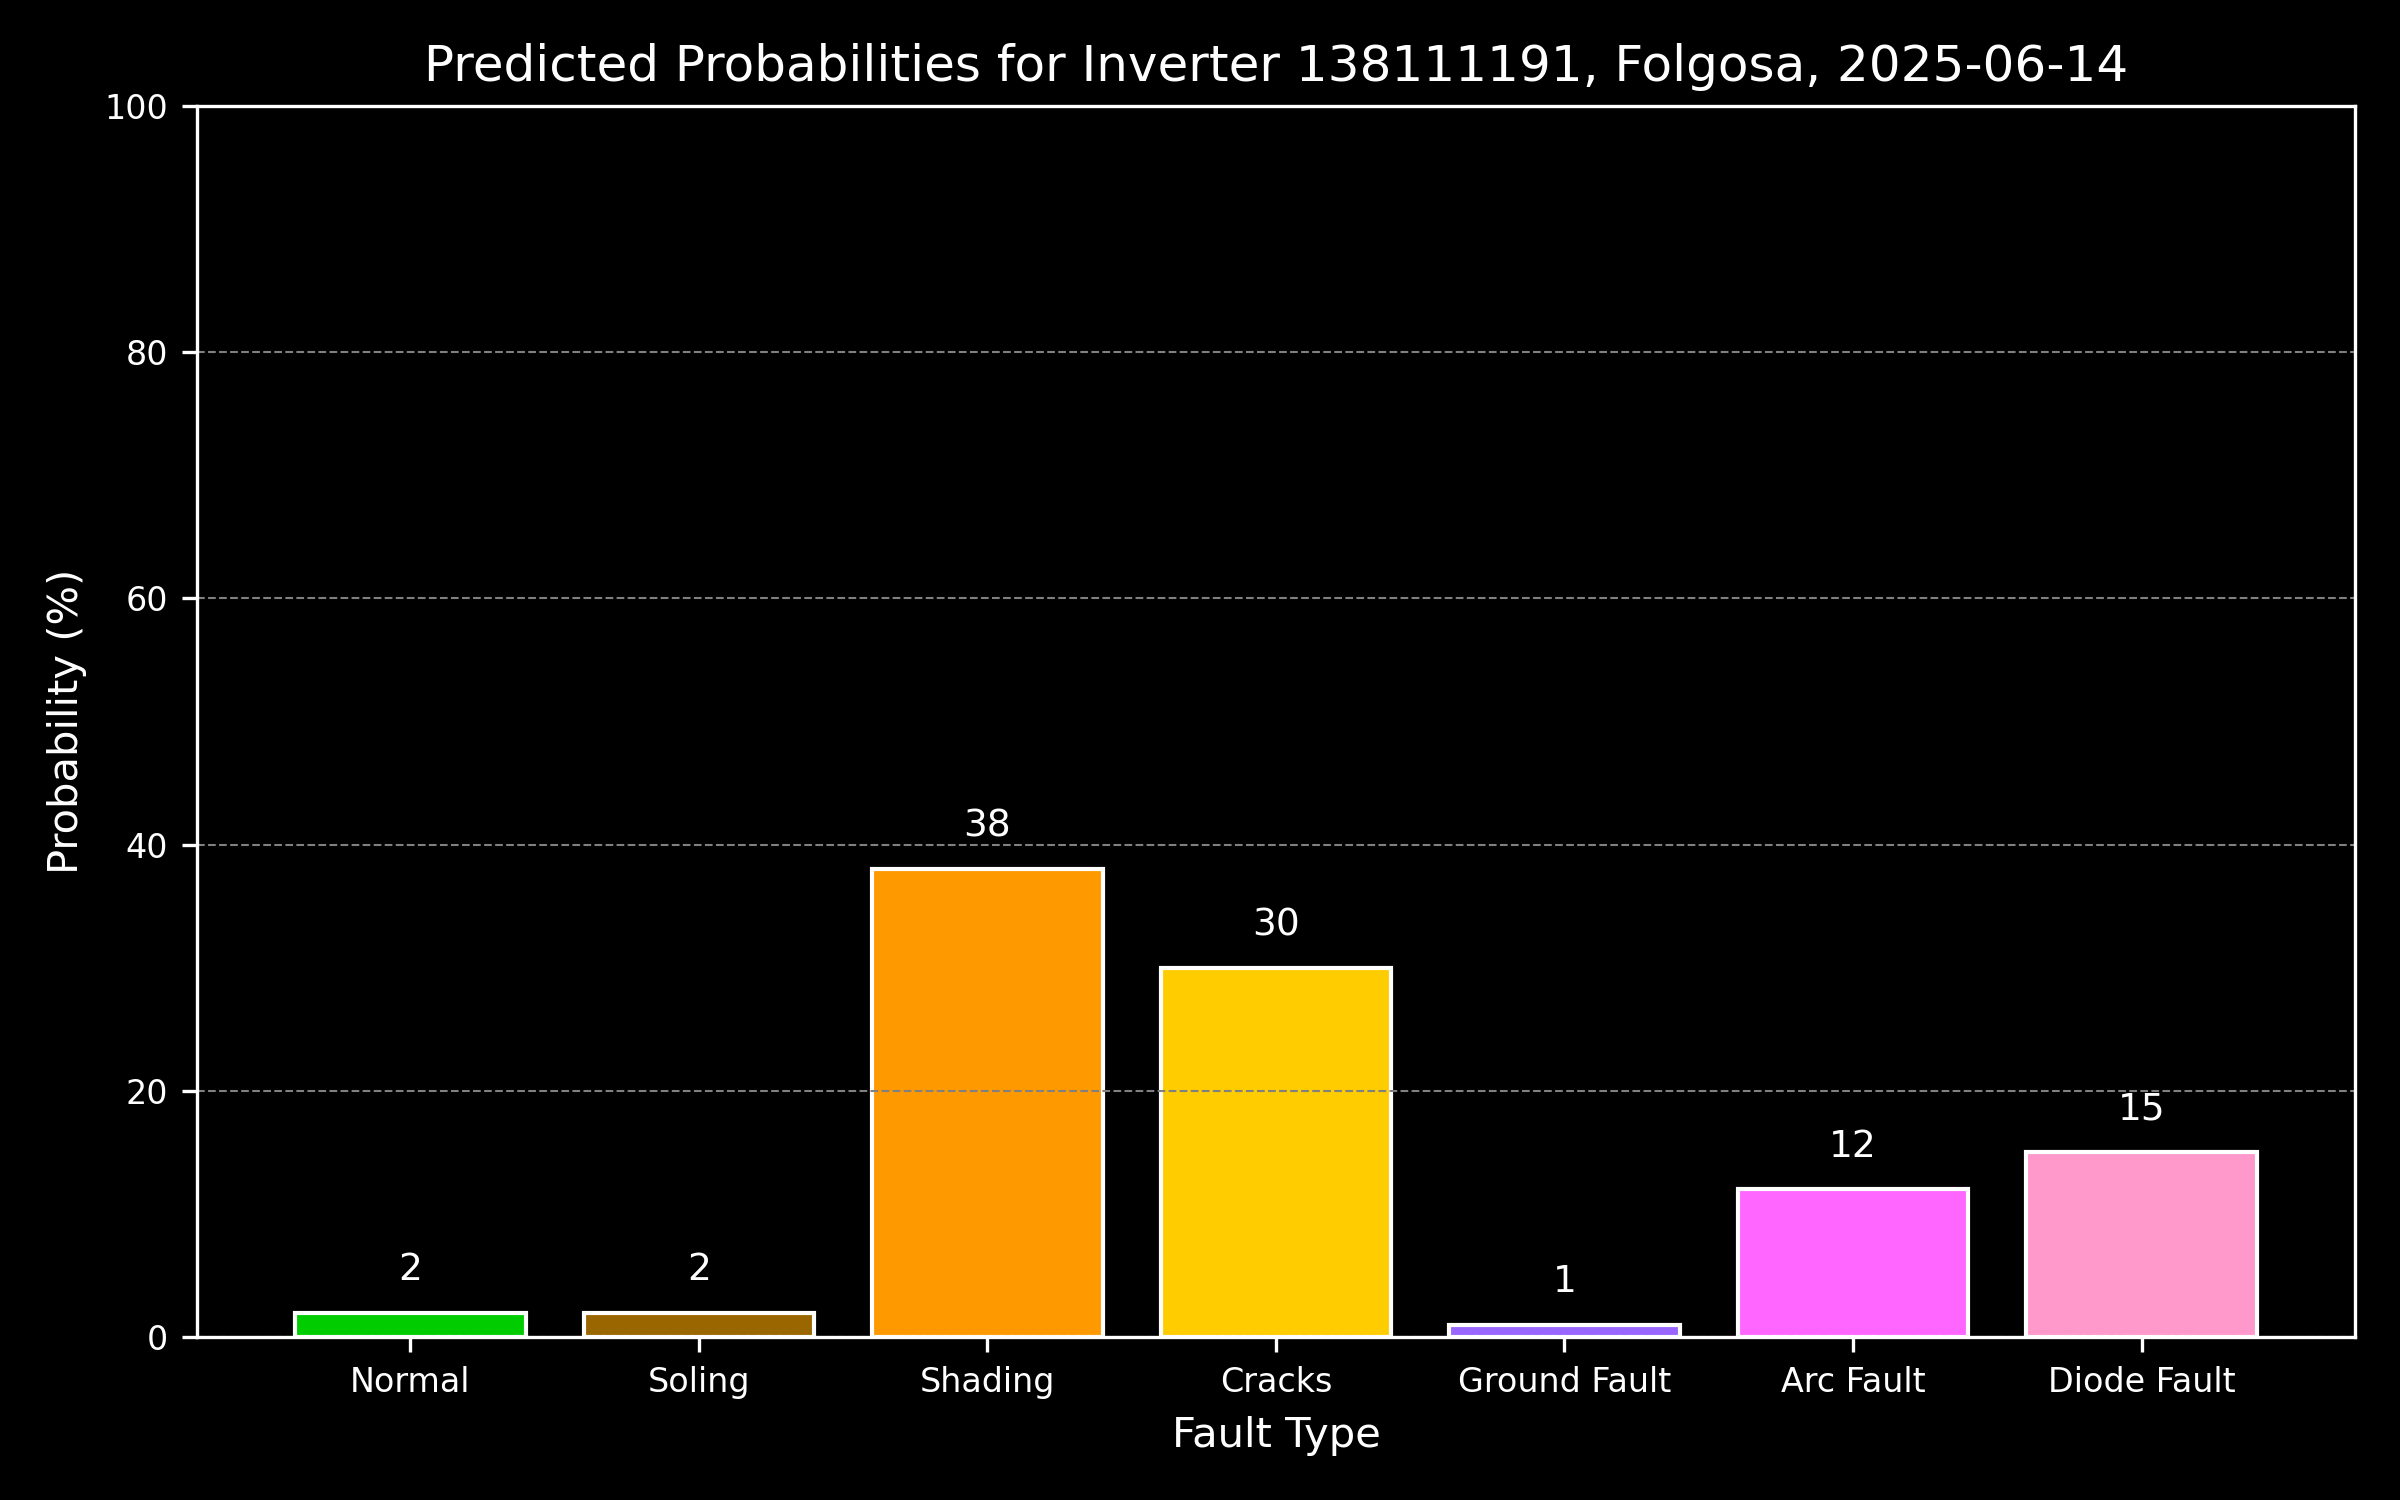 Predicted Probabilities for Inverter 138111191, Folgosa, 2025-06-14
Probability (%)
100
80
60
40
20
0
2
2
38
30
1
12
15
Normal
Soling
Shading
Cracks
Ground Fault
Arc Fault
Diode Fault
Fault Type